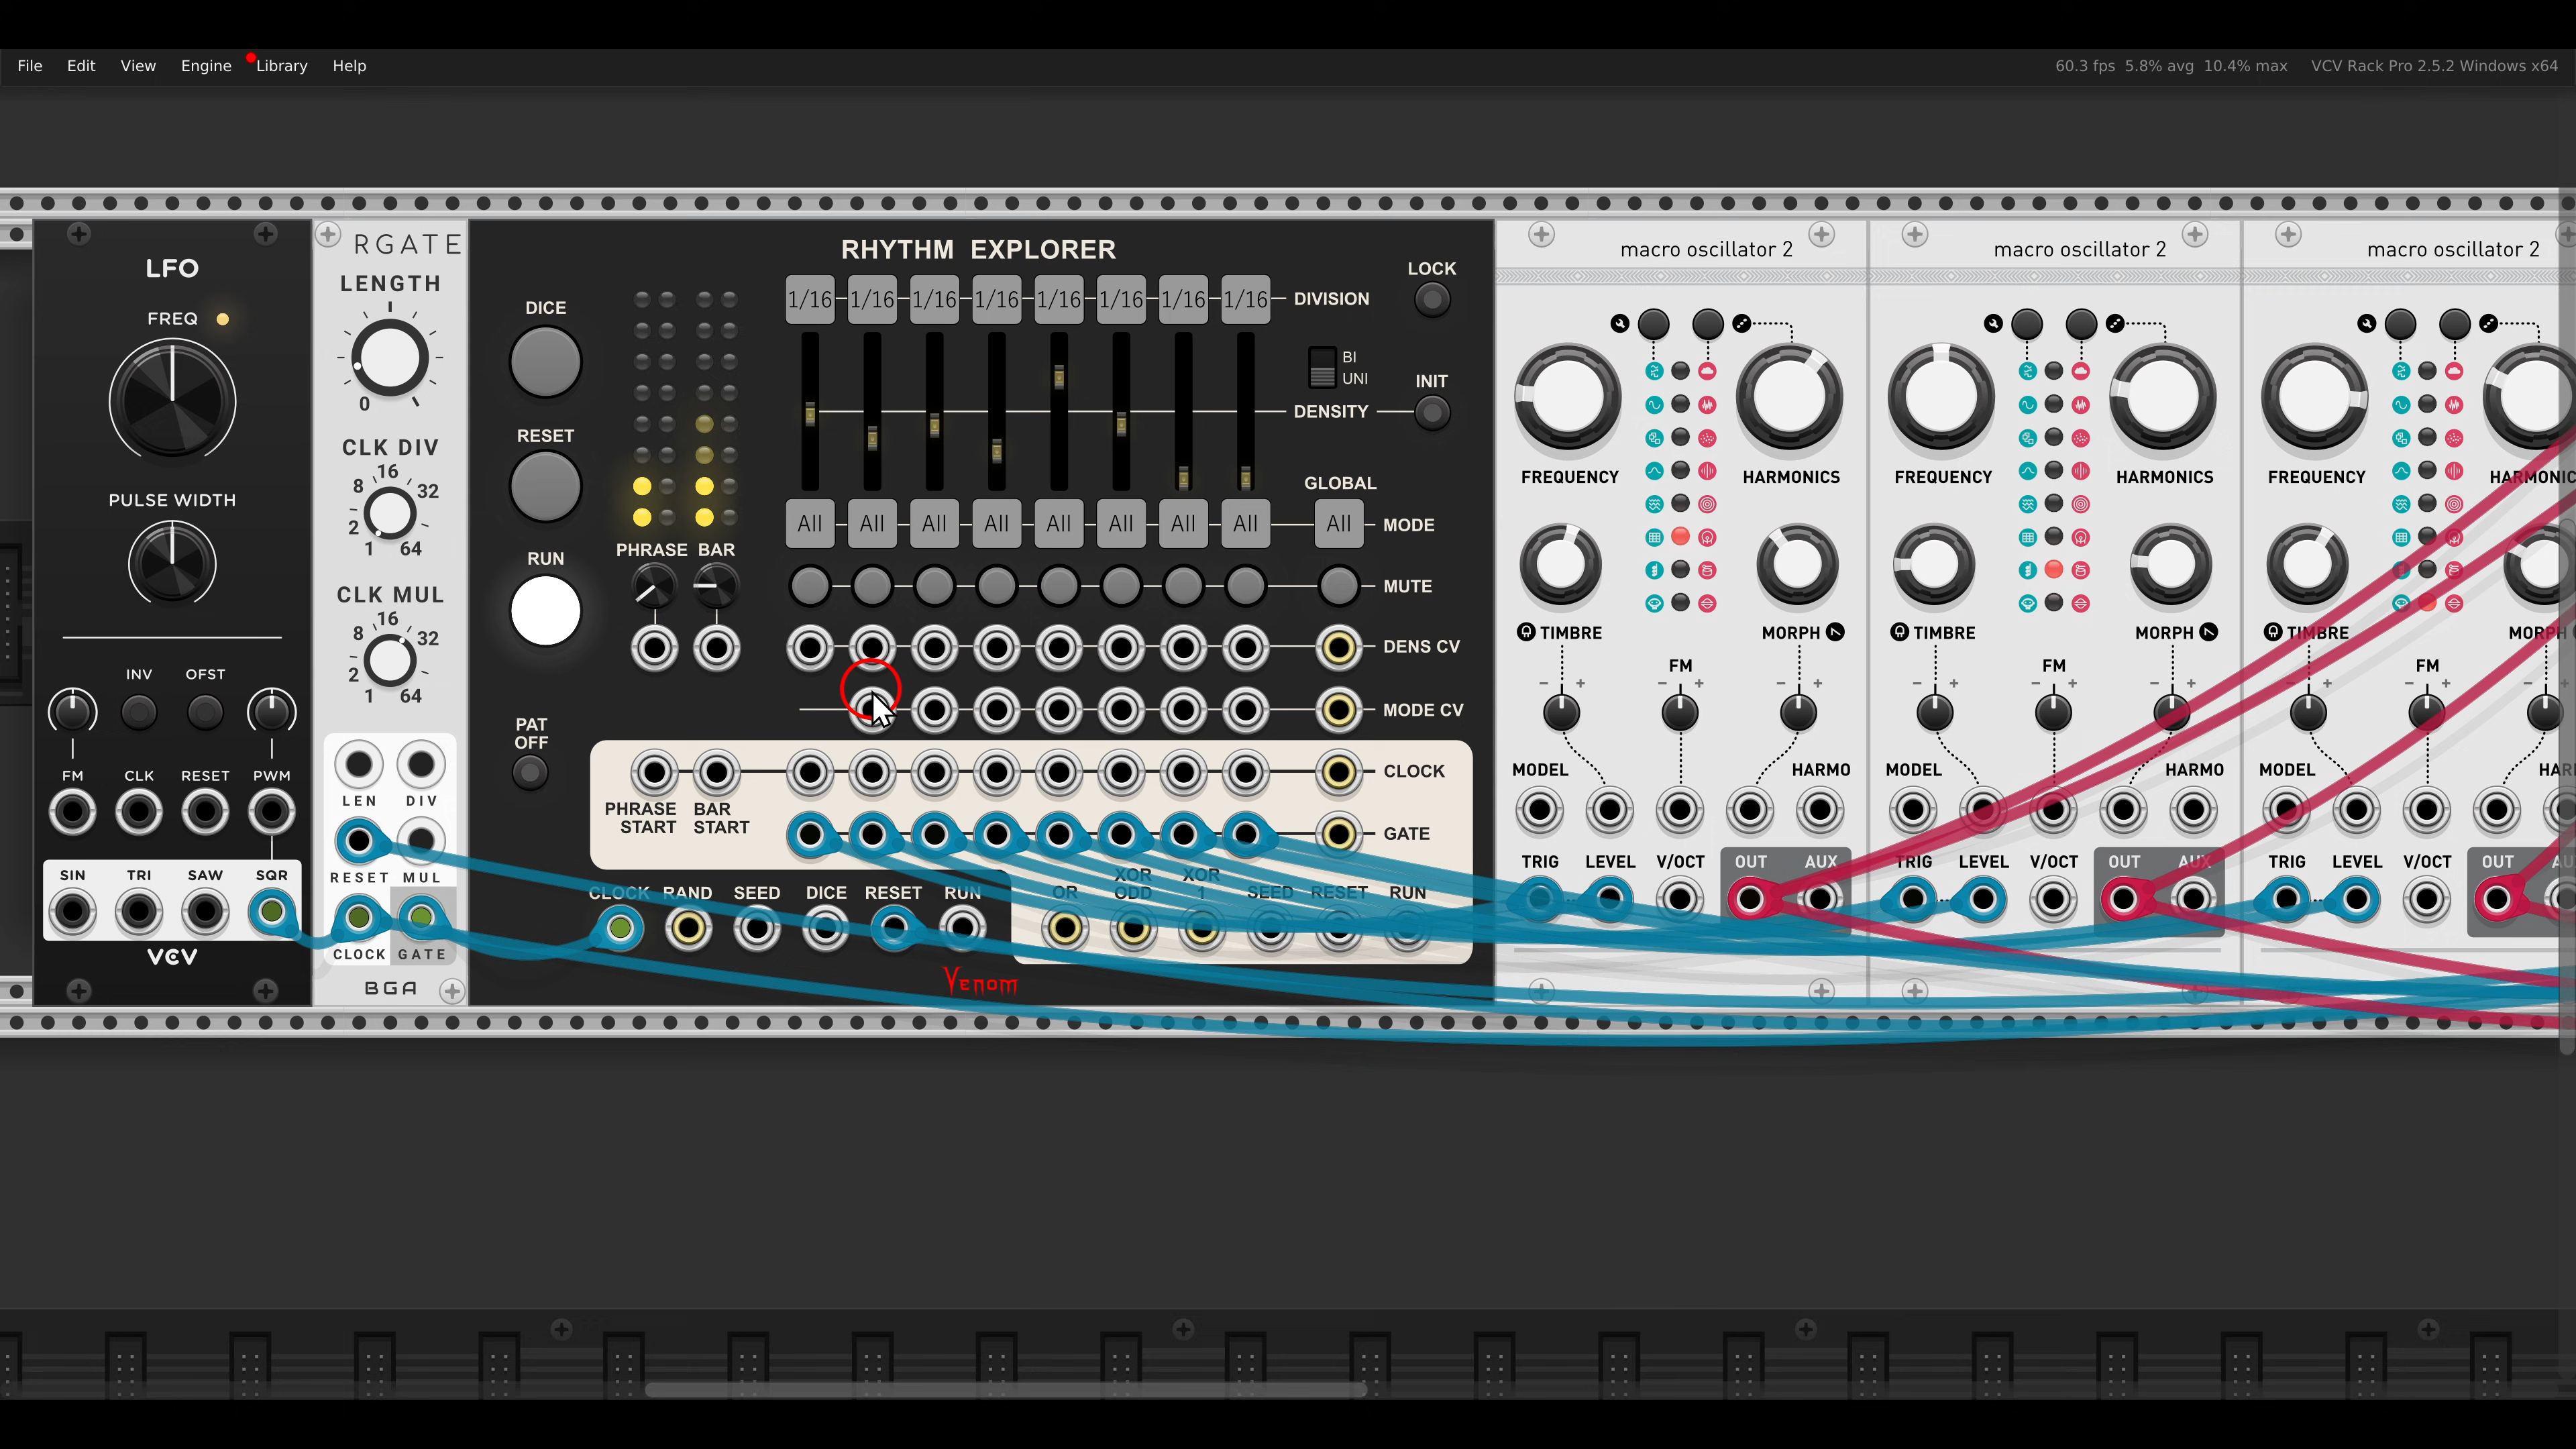 File Edit View Engine Library Help
60.3 fps 5.8% avg 10.4% max VCV Rack Pro 2.5.2 Windows x64
LFO
FREQ
PULSE WIDTH
INV OFST
FM CLK RESET PWM
SIN TRI SAW SQR
VCV
RGATE
LENGTH
0
CLK DIV
16
8 32
2
1 64
CLK MUL
16
8 32
2
1 64
LEN DIV
RESET MUL
CLOCK GATE
BGA
RHYTHM EXPLORER
LOCK
DICE
1/16 1/16 1/16 1/16 1/16 1/16 1/16 1/16 DIVISION
BI
UNI
INIT
DENSITY
RESET
GLOBAL
All All All All All All All All All MODE
RUN
PHRASE BAR
MUTE
DENS CV
MODE CV
PAT
OFF
CLOCK
PHRASE
START
BAR
START
GATE
CLOCK RAND SEED DICE RESET RUN
OR
XOR
ODD
XOR
1
SEED RESET RUN
Venom
macro oscillator 2
FREQUENCY HARMONICS
TIMBRE MORPH
FM
− + − + − +
MODEL HARMO
TRIG LEVEL V/OCT OUT AUX
macro oscillator 2
FREQUENCY HARMONICS
TIMBRE MORPH
FM
− + − + − +
MODEL HARMO
TRIG LEVEL V/OCT OUT AUX
macro oscillator 2
FREQUENCY HARMONIC
TIMBRE MORPH
FM
− + − + −
MODEL HAR
TRIG LEVEL V/OCT OUT